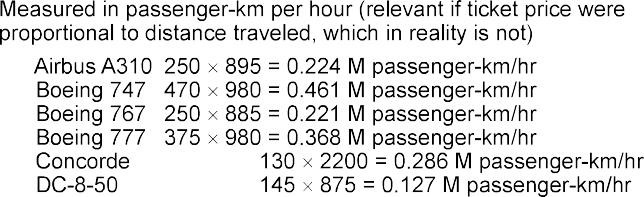 Measured in passenger-km per hour (relevant if ticket price were
proportional to distance traveled, which in reality is not)
Airbus A310 250 × 895 = 0.224 M passenger-km/hr
Boeing 747 470 × 980 = 0.461 M passenger-km/hr
Boeing 767 250 × 885 = 0.221 M passenger-km/hr
Boeing 777 375 × 980 = 0.368 M passenger-km/hr
Concorde 130 × 2200 = 0.286 M passenger-km/hr
DC-8-50 145 × 875 = 0.127 M passenger-km/hr